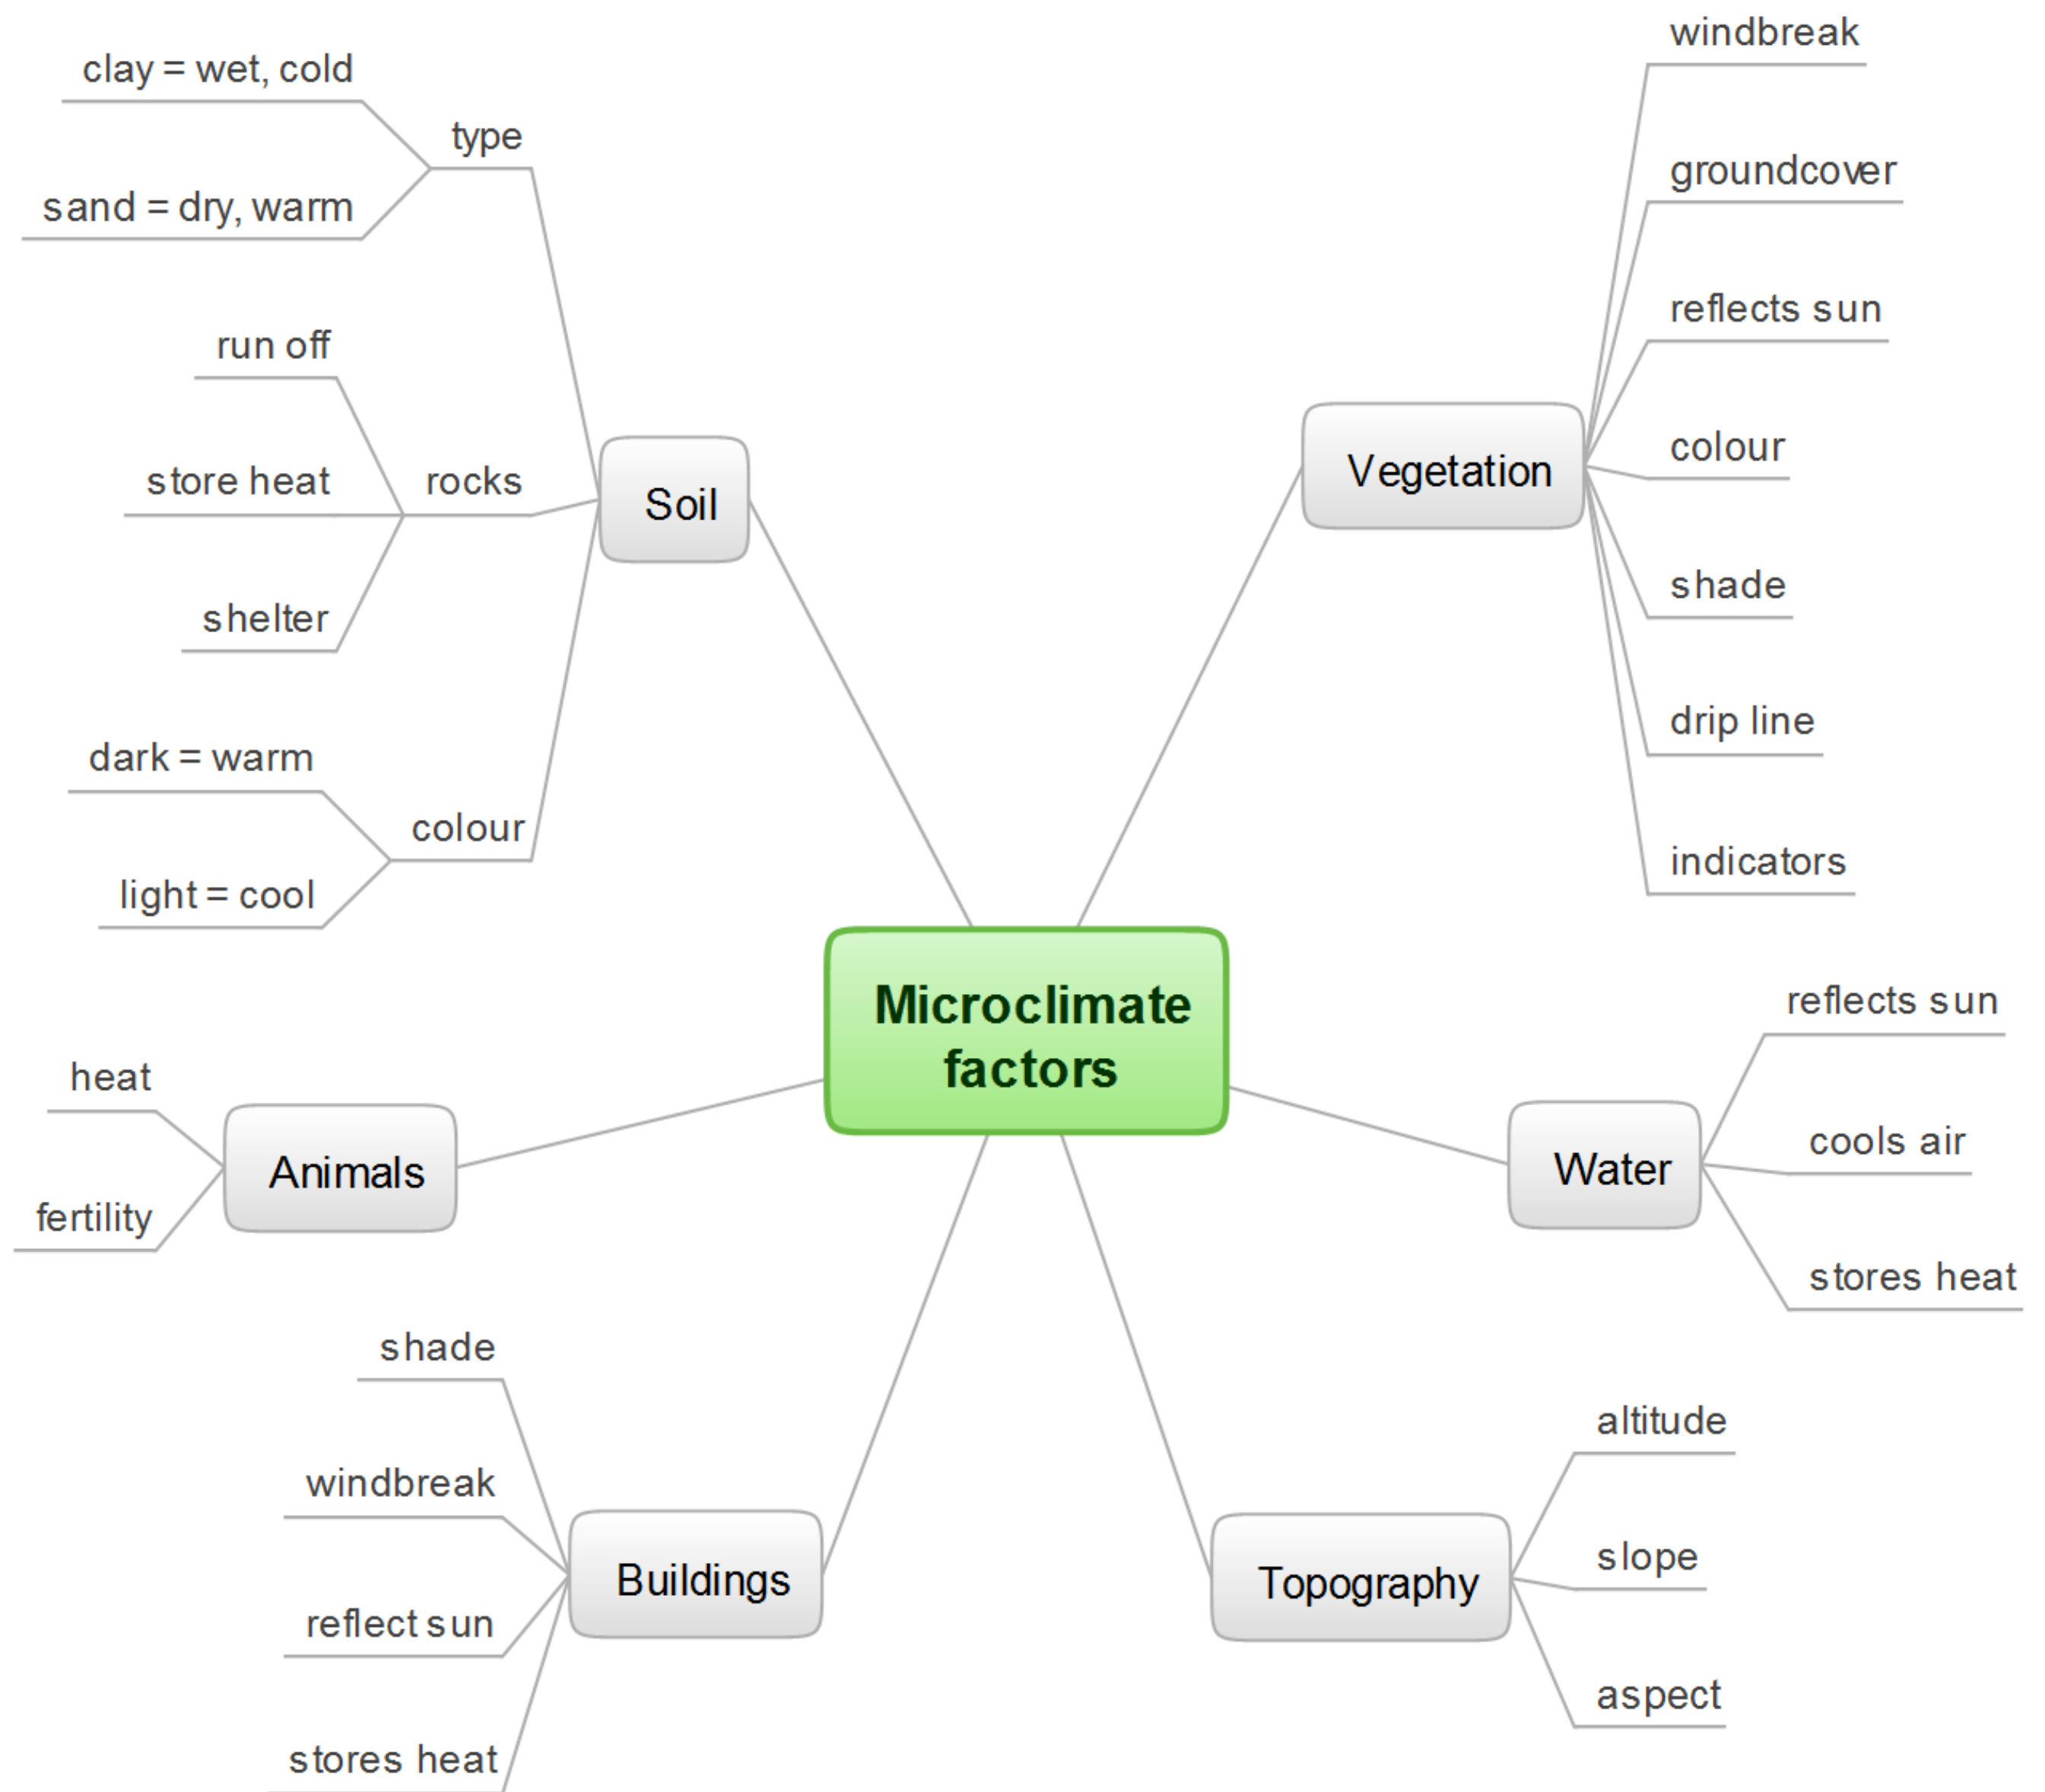 Microclimate
factors
Soil
type
clay = wet, cold
sand = dry, warm
rocks
run off
store heat
shelter
colour
dark = warm
light = cool
Vegetation
windbreak
groundcover
reflects sun
colour
shade
drip line
indicators
Animals
heat
fertility
Water
reflects sun
cools air
stores heat
Buildings
shade
windbreak
reflect sun
stores heat
Topography
altitude
slope
aspect